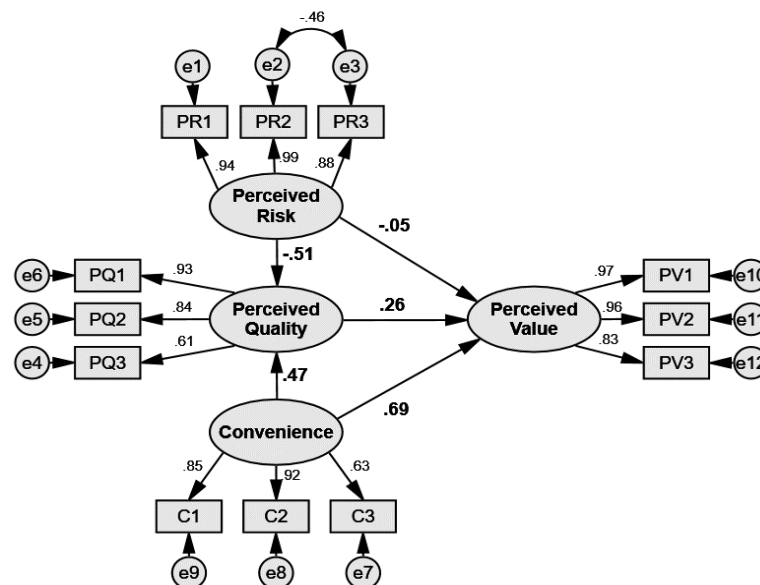 -.46
e1
e2
e3
PR1
PR2
PR3
.94
.99
.88
Perceived
Risk
-.05
-.51
e6
PQ1
.93
e5
PQ2
.84
e4
PQ3
.61
Perceived
Quality
.26
Perceived
Value
.97
PV1
e10
.96
PV2
e11
.83
PV3
e12
.47
.69
Convenience
.85
.92
.63
C1
C2
C3
e9
e8
e7